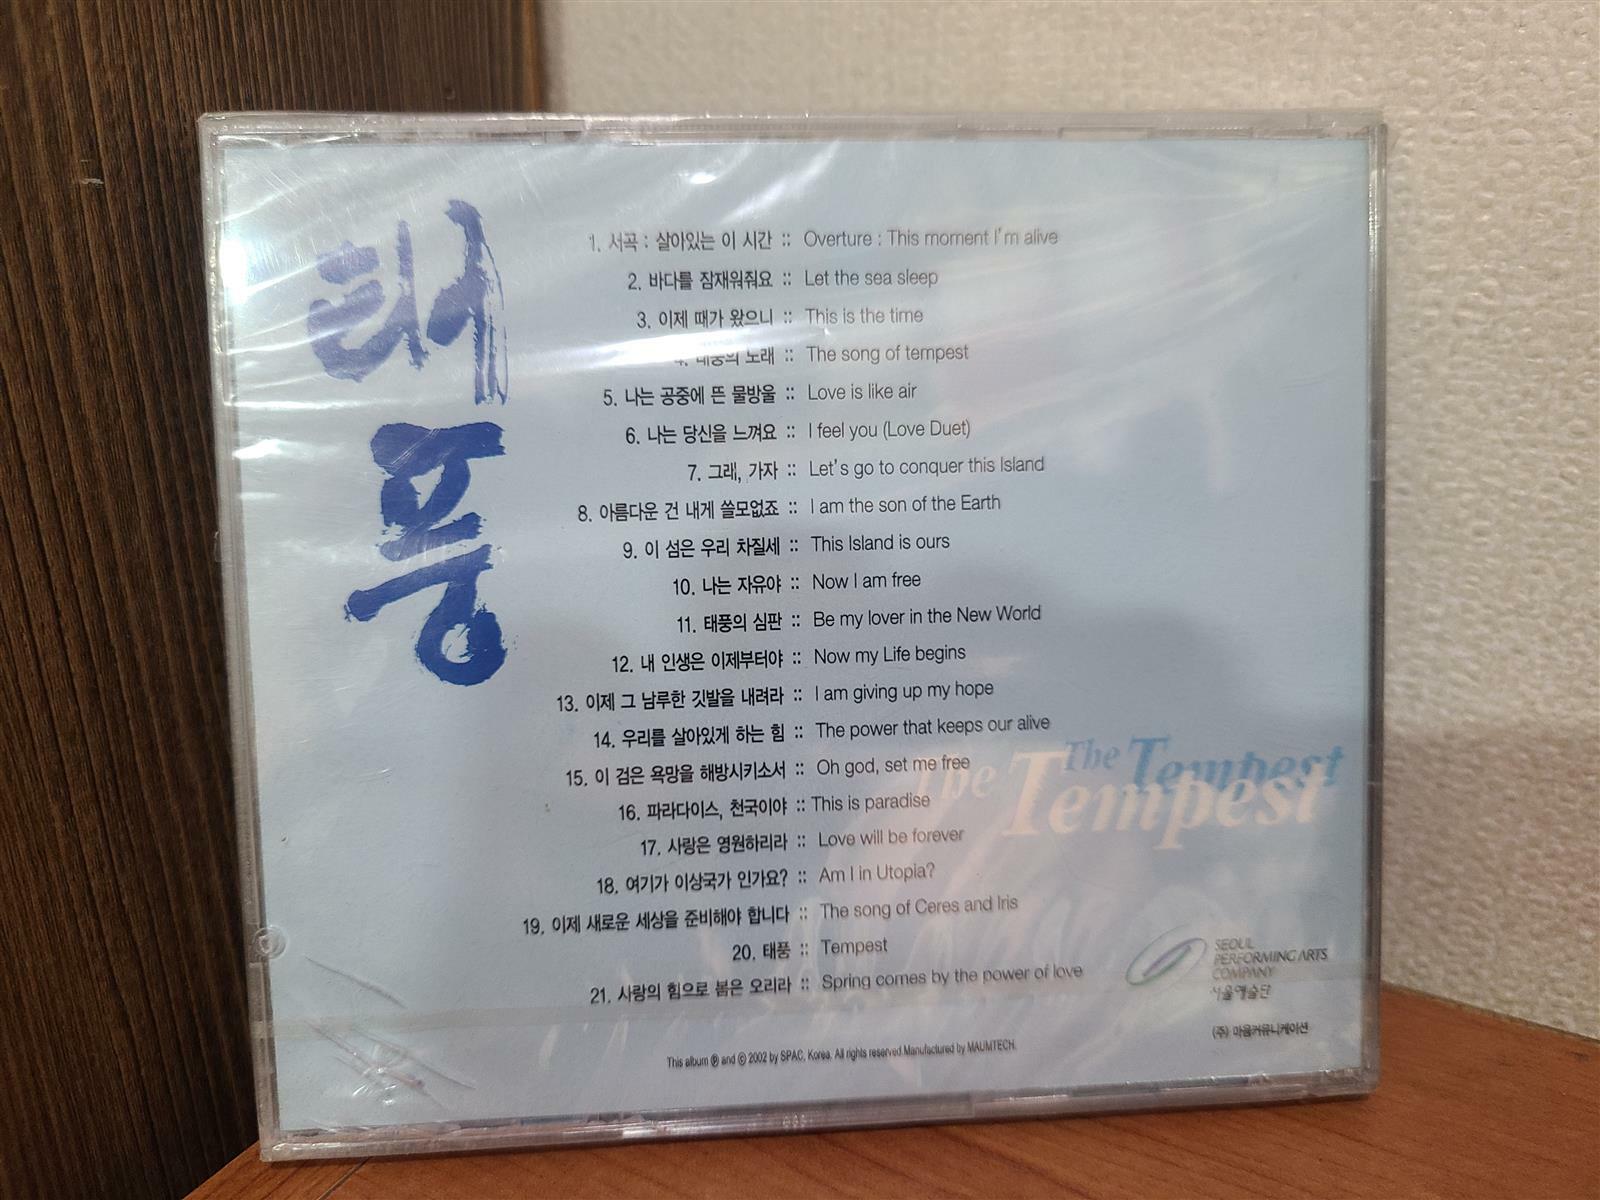 태풍
1. 서곡 : 살아있는 이 시간 :: Overture : This moment I'm alive
2. 바다를 잠재워줘요 :: Let the sea sleep
3. 이제 때가 왔으니 :: This is the time
4. 태풍의 노래 :: The song of tempest
5. 나는 공중에 뜬 물방울 :: Love is like air
6. 나는 당신을 느껴요 :: I feel you (Love Duet)
7. 그래, 가자 :: Let's go to conquer this Island
8. 아름다운 건 내게 쓸모없죠 :: I am the son of the Earth
9. 이 섬은 우리 차질세 :: This Island is ours
10. 나는 자유야 :: Now I am free
11. 태풍의 심판 :: Be my lover in the New World
12. 내 인생은 이제부터야 :: Now my Life begins
13. 이제 그 남루한 깃발을 내려라 :: I am giving up my hope
14. 우리를 살아있게 하는 힘 :: The power that keeps our alive
15. 이 검은 욕망을 해방시키소서 :: Oh god, set me free
16. 파라다이스, 천국이야 :: This is paradise
17. 사랑은 영원하리라 :: Love will be forever
18. 여기가 이상국가 인가요? :: Am I in Utopia?
19. 이제 새로운 세상을 준비해야 합니다 :: The song of Ceres and Iris
20. 태풍 :: Tempest
21. 사랑의 힘으로 봄은 오리라 :: Spring comes by the power of love
The Tempest
The Tempest
SEOUL
PERFORMING ARTS
COMPANY
서울예술단
(주) 마음커뮤니케이션
This album ℗ and © 2002 by SPAC, Korea. All rights reserved.Manufactured by MAUMTECH.